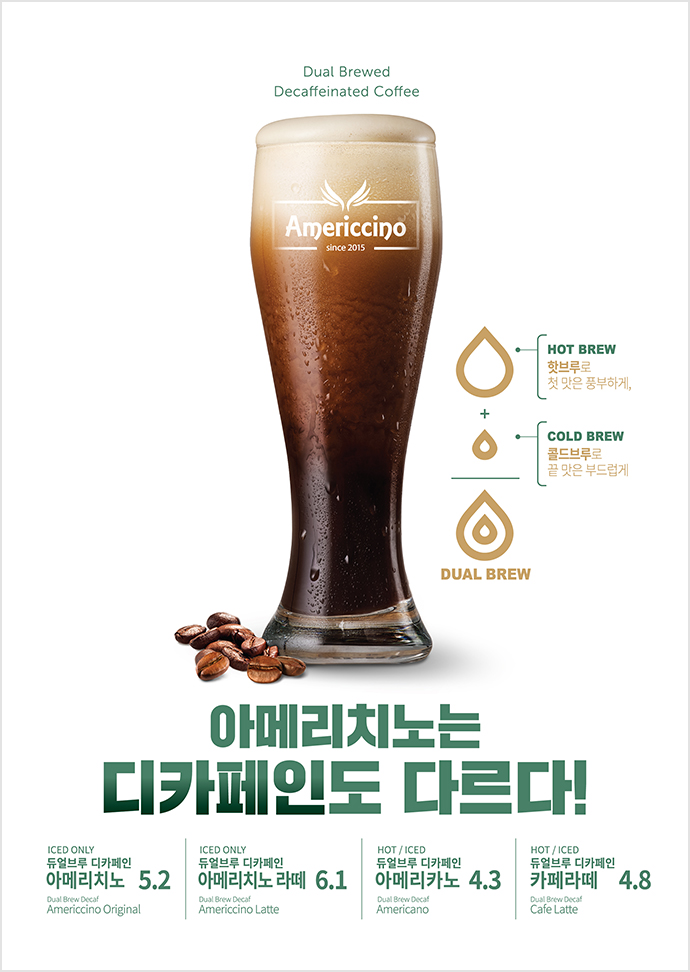 Dual Brewed
Decaffeinated Coffee
Americcino
since 2015
HOT BREW
핫브루로
첫 맛은 풍부하게,
+
COLD BREW
콜드브루로
끝 맛은 부드럽게
DUAL BREW
아메리치노는
디카페인도 다르다!
ICED ONLY
듀얼브루 디카페인
아메리치노 5.2
Dual Brew Decaf
Americcino Original
ICED ONLY
듀얼브루 디카페인
아메리치노 라떼 6.1
Dual Brew Decaf
Americcino Latte
HOT / ICED
듀얼브루 디카페인
아메리카노 4.3
Dual Brew Decaf
Americano
HOT / ICED
듀얼브루 디카페인
카페라떼 4.8
Dual Brew Decaf
Cafe Latte